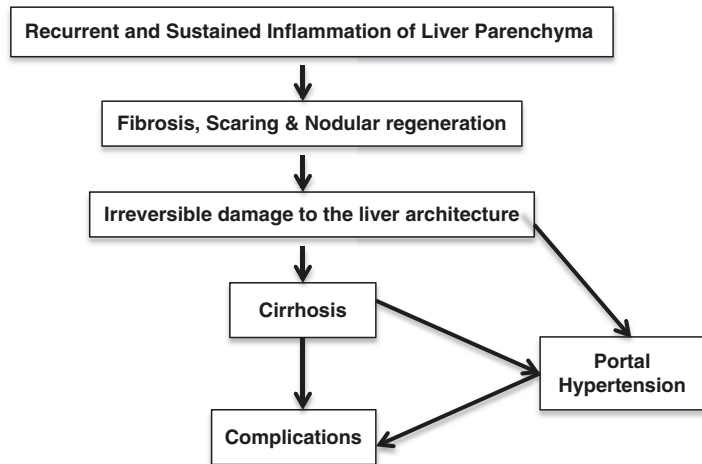 Recurrent and Sustained Inflammation of Liver Parenchyma
Fibrosis, Scaring & Nodular regeneration
Irreversible damage to the liver architecture
Cirrhosis
Portal
Hypertension
Complications